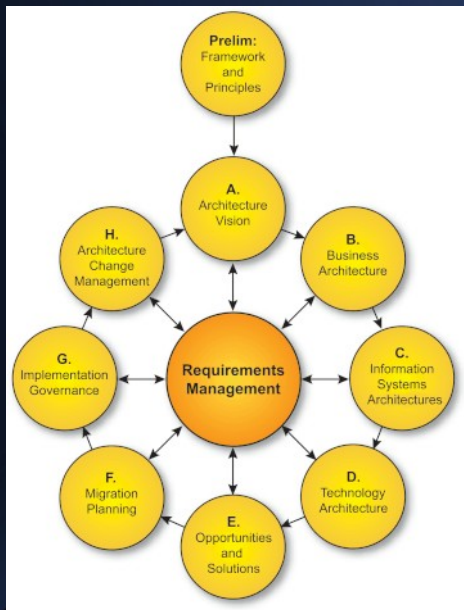 Prelim:
Framework
and
Principles
A.
Architecture
Vision
B.
Business
Architecture
C.
Information
Systems
Architectures
D.
Technology
Architecture
E.
Opportunities
and
Solutions
F.
Migration
Planning
G.
Implementation
Governance
H.
Architecture
Change
Management
Requirements
Management